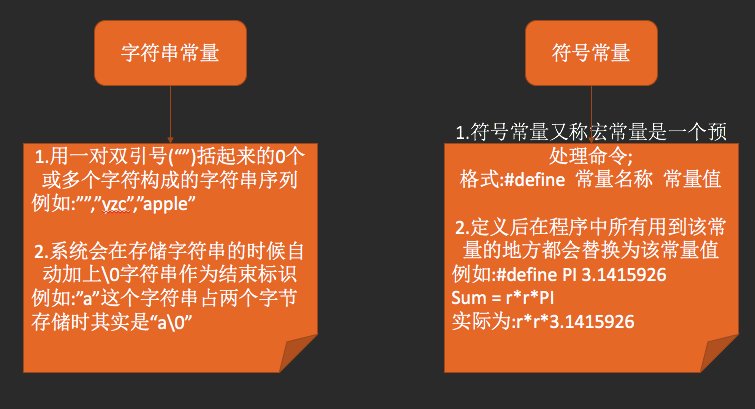 字符串常量
1.用一对双引号(“”)括起来的0个
或多个字符构成的字符串序列
例如:””,”yzc”,”apple”
2.系统会在存储字符串的时候自
动加上\0字符串作为结束标识
例如:”a”这个字符串占两个字节
存储时其实是“a\0”
符号常量
1.符号常量又称宏常量是一个预
处理命令;
格式:#define 常量名称 常量值
2.定义后在程序中所有用到该常
量的地方都会替换为该常量值
例如:#define PI 3.1415926
Sum = r*r*PI
实际为:r*r*3.1415926